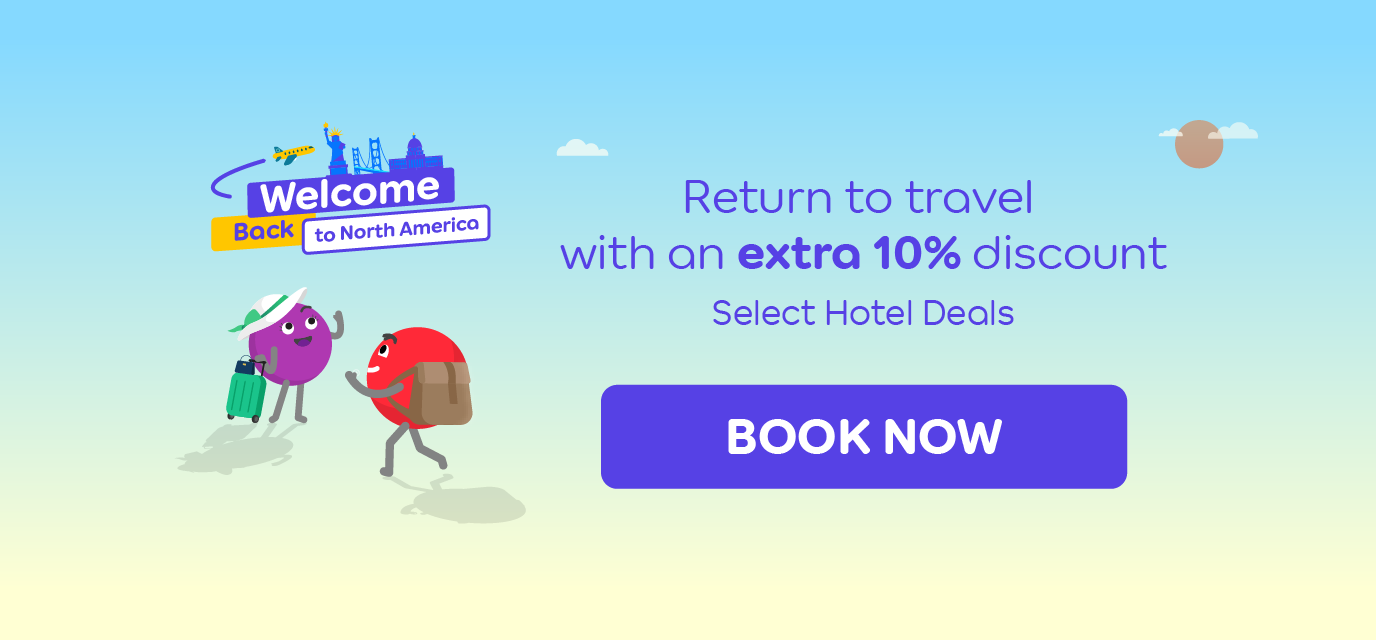 Welcome
Back to North America
Return to travel
with an extra 10% discount
Select Hotel Deals
BOOK NOW